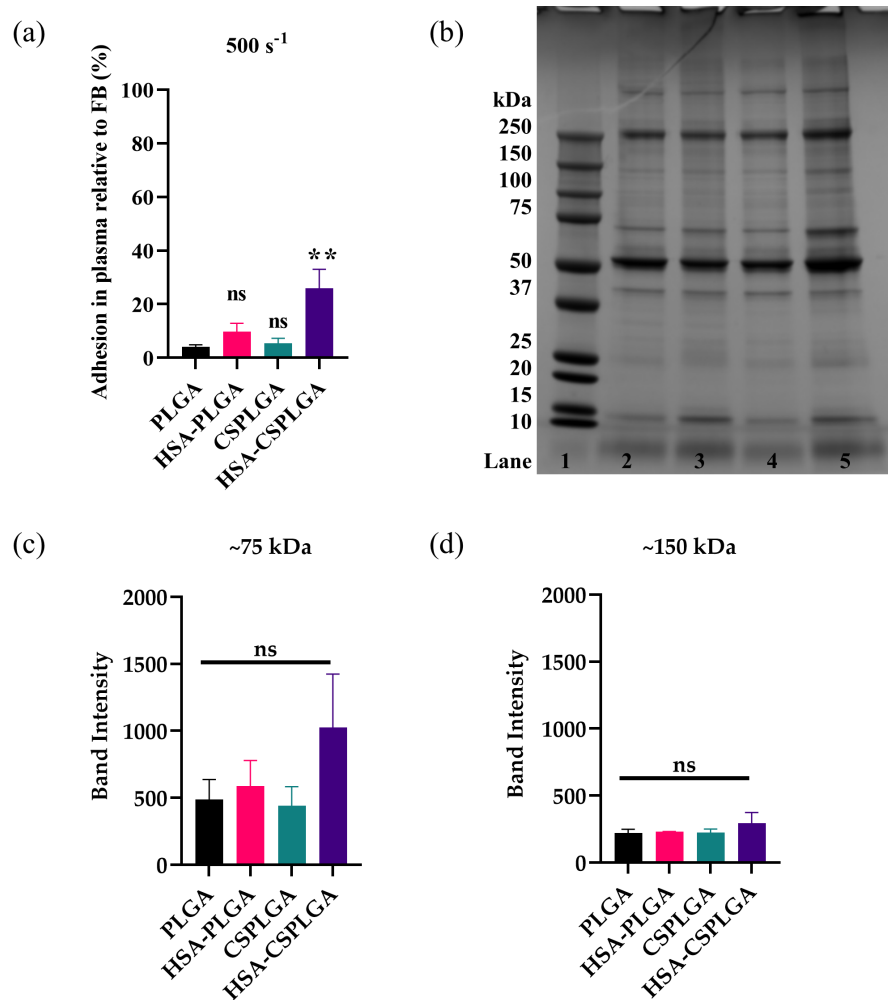 (a)
500 s⁻¹
Adhesion in plasma relative to FB (%)
100
80
60
40
20
0
ns
ns
**
PLGA
HSA-PLGA
CSPLGA
HSA-CSPLGA
(b)
kDa
250
150
100
75
50
37
25
20
15
10
Lane 1 2 3 4 5
(c)
~75 kDa
Band Intensity
2000
1500
1000
500
0
ns
PLGA
HSA-PLGA
CSPLGA
HSA-CSPLGA
(d)
~150 kDa
Band Intensity
2000
1500
1000
500
0
ns
PLGA
HSA-PLGA
CSPLGA
HSA-CSPLGA